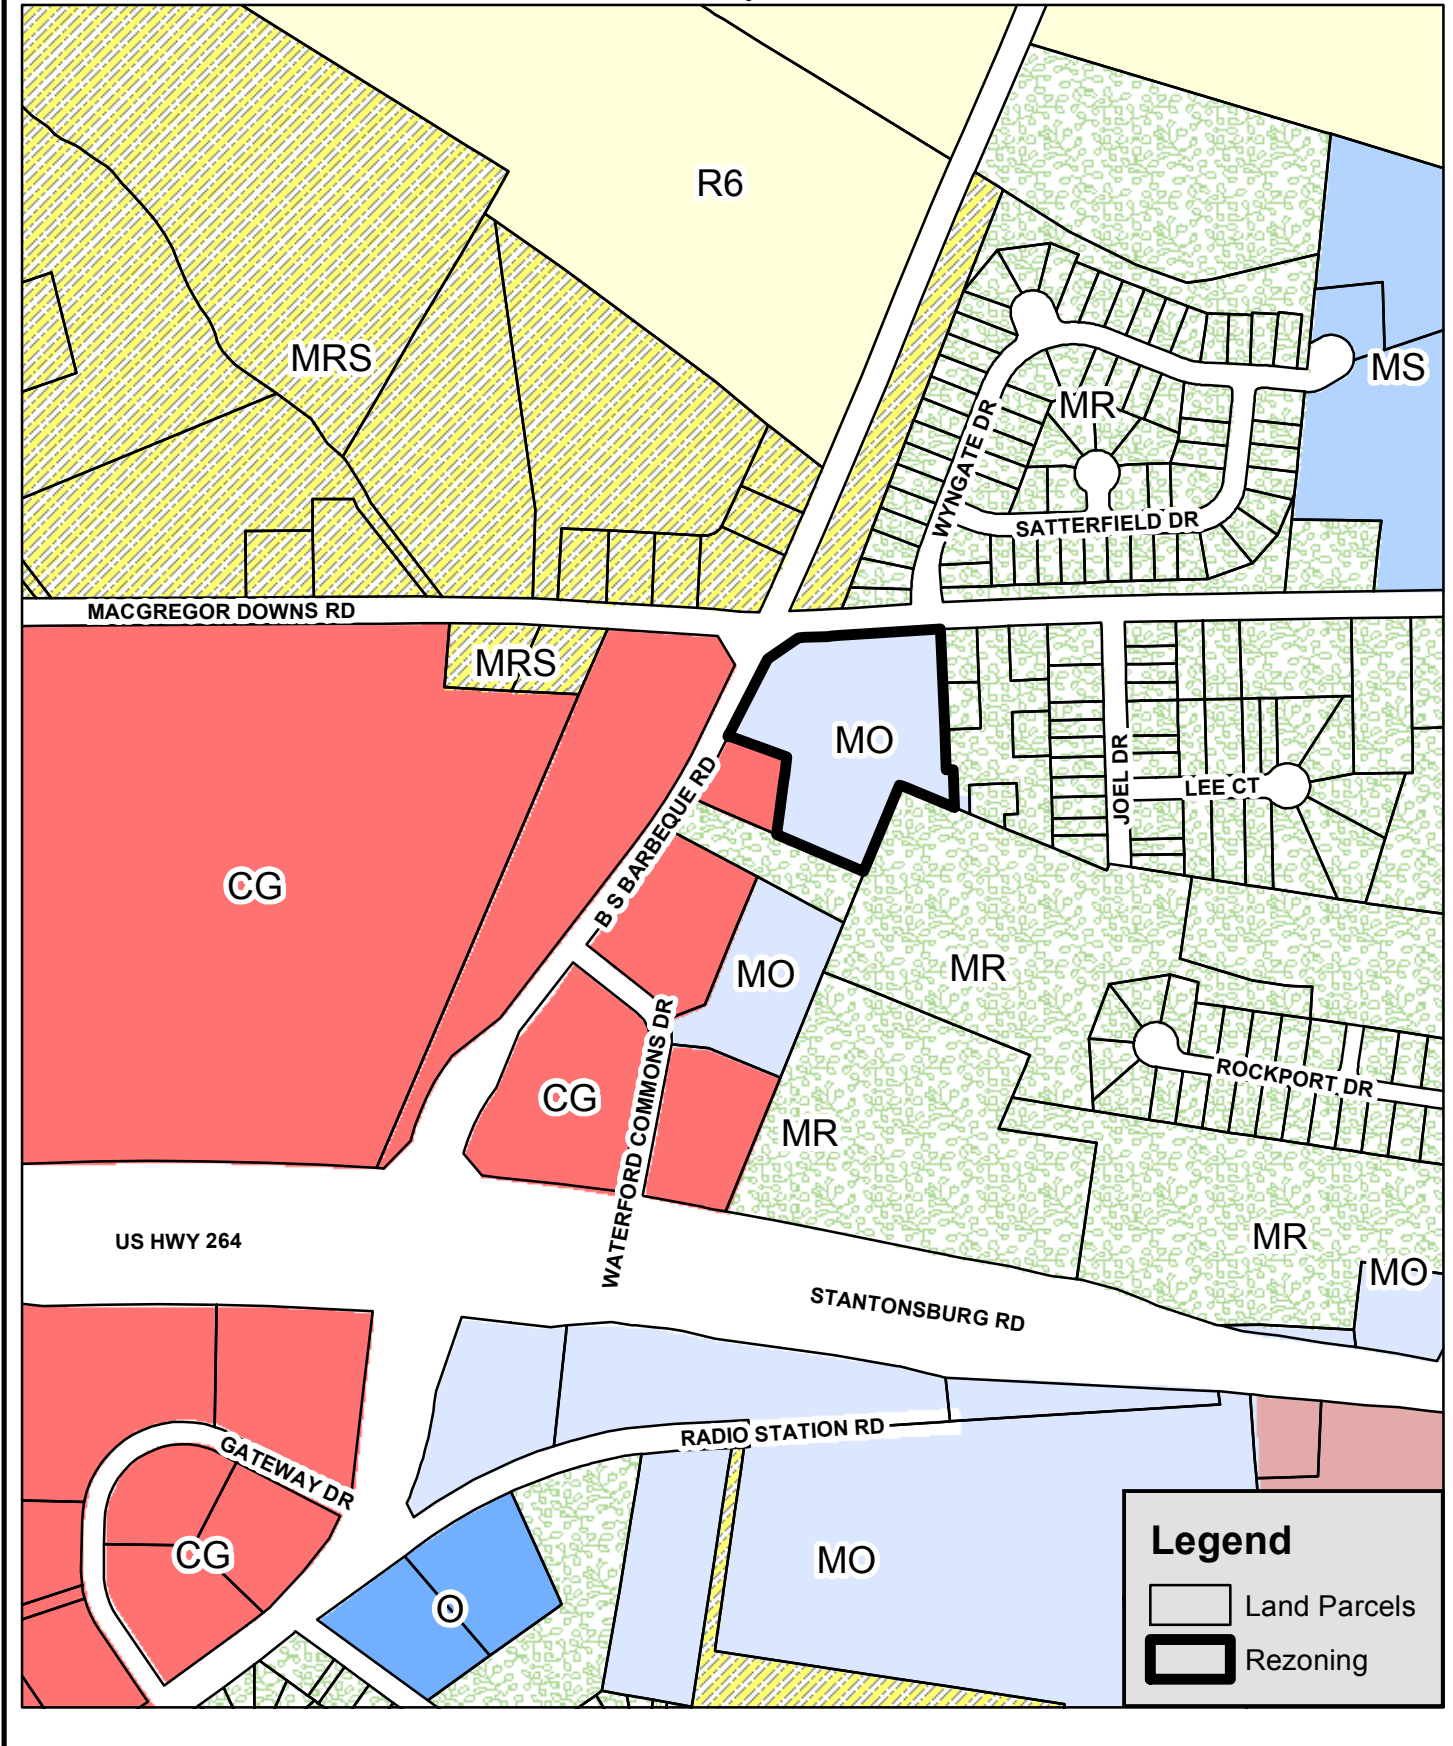 R6
MRS
MS
MR
WYNGATE DR
SATTERFIELD DR
MACGREGOR DOWNS RD
MRS
MO
B S BARBEQUE RD
JOEL DR
LEE CT
CG
MO
MR
WATERFORD COMMONS DR
ROCKPORT DR
CG
MR
US HWY 264
MR
MO
STANTONSBURG RD
RADIO STATION RD
GATEWAY DR
CG
MO
O
Legend
Land Parcels
Rezoning